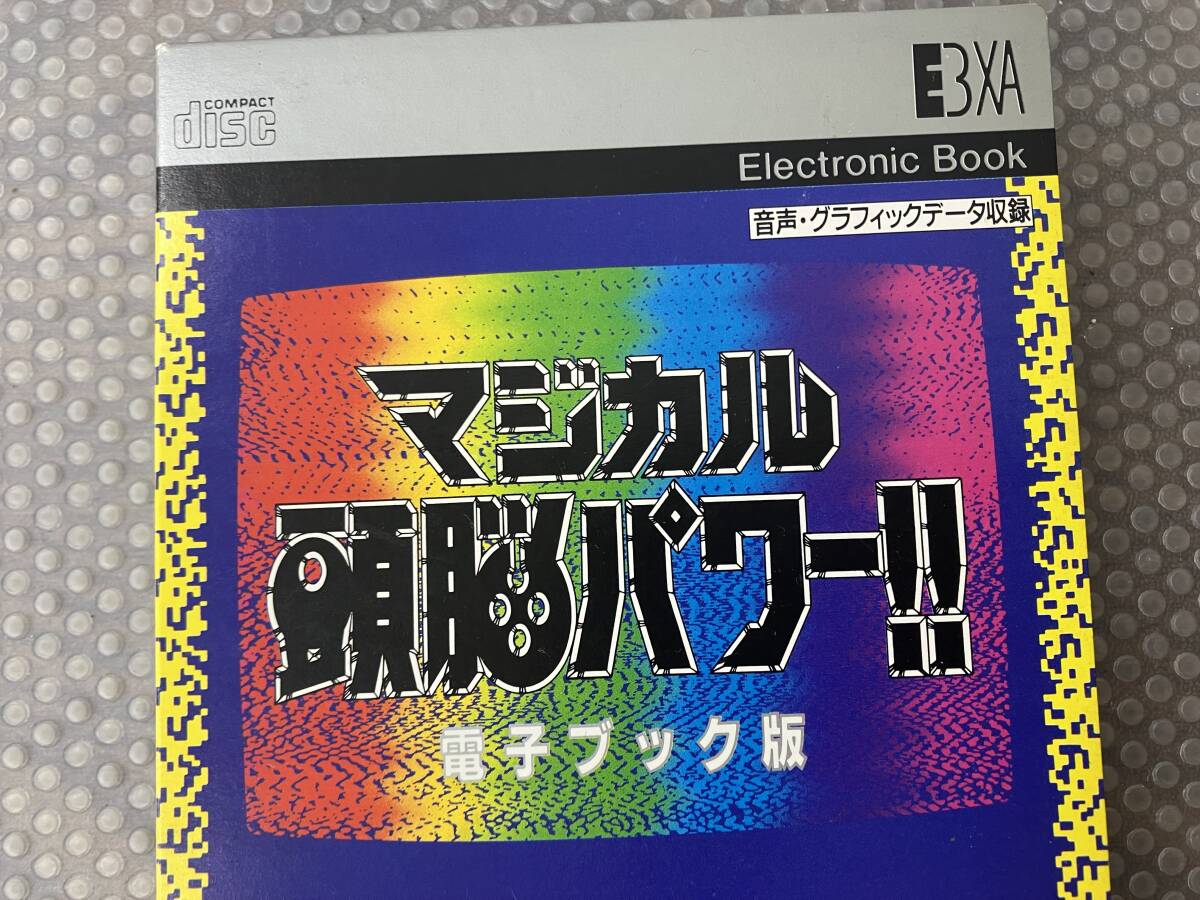 COMPACT
disc
EBXA
Electronic Book
音声・グラフィックデータ収録
マジカル
頭脳パワー!!
電子ブック版